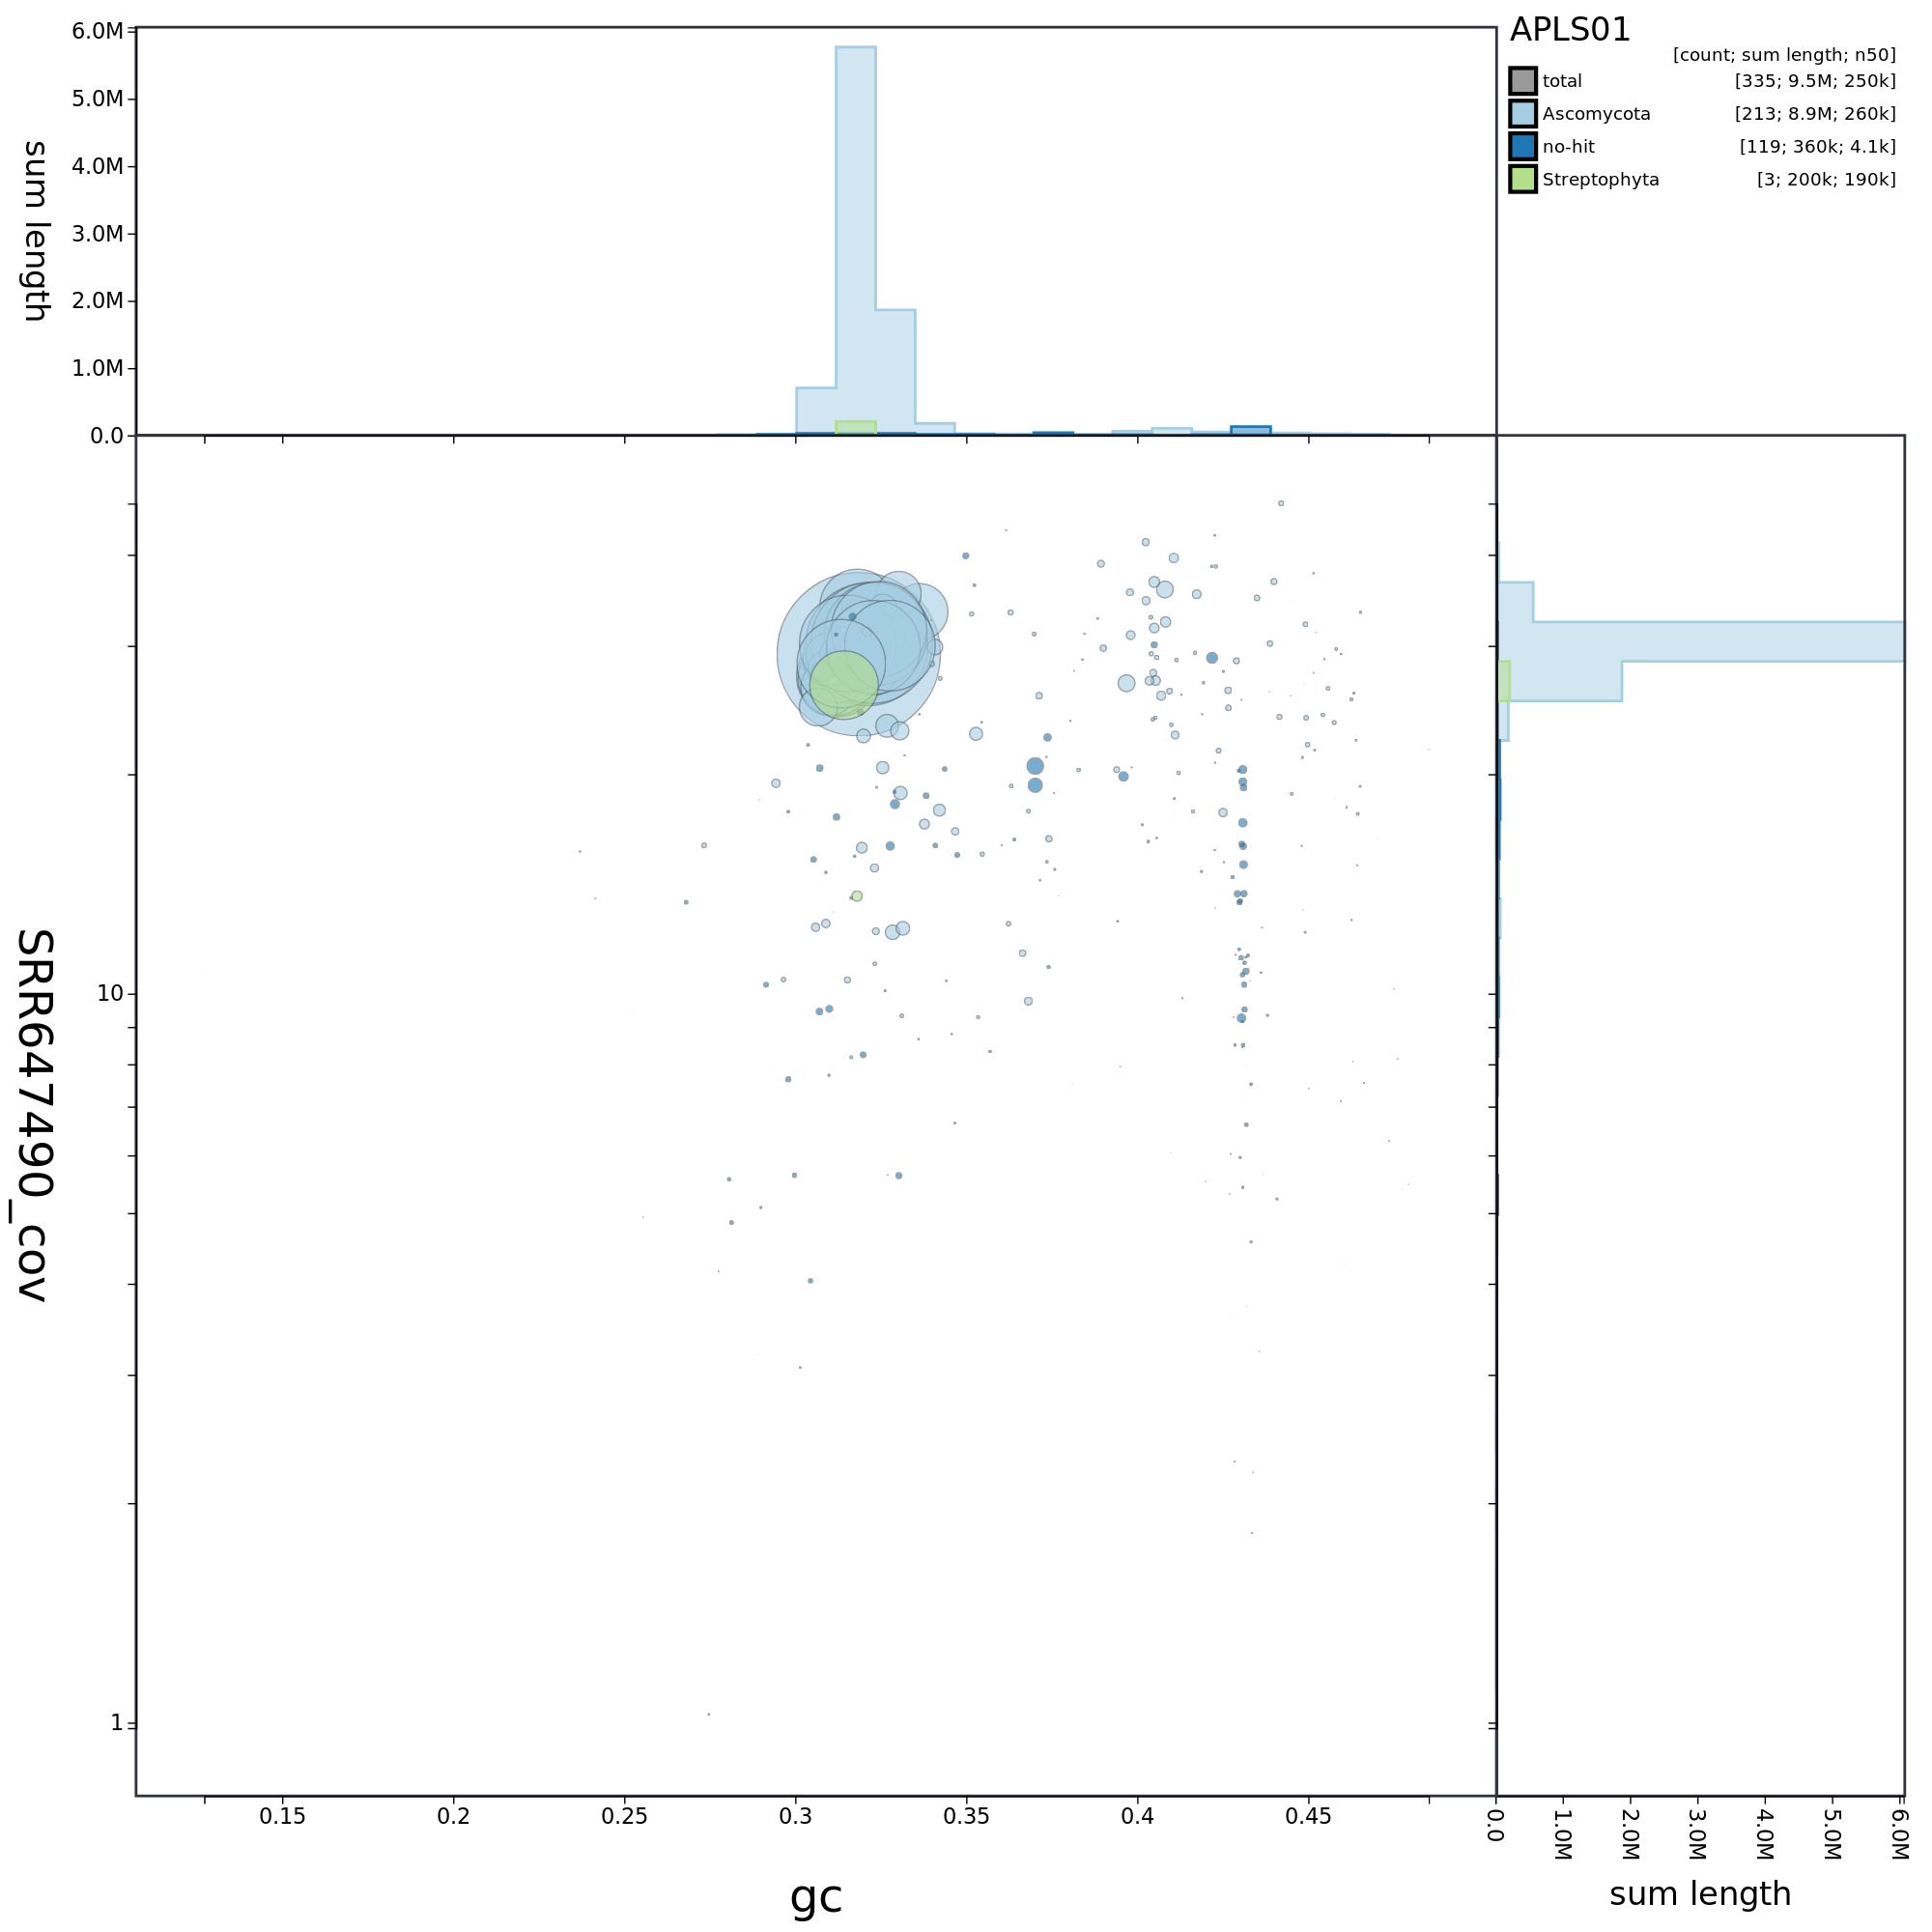 APLS01
[count; sum length; n50]
total [335; 9.5M; 250k]
Ascomycota [213; 8.9M; 260k]
no-hit [119; 360k; 4.1k]
Streptophyta [3; 200k; 190k]
sum length
6.0M
5.0M
4.0M
3.0M
2.0M
1.0M
0.0
SRR647490_cov
10
1
0.15 0.2 0.25 0.3 0.35 0.4 0.45
gc
0.0 1.0M 2.0M 3.0M 4.0M 5.0M 6.0M
sum length